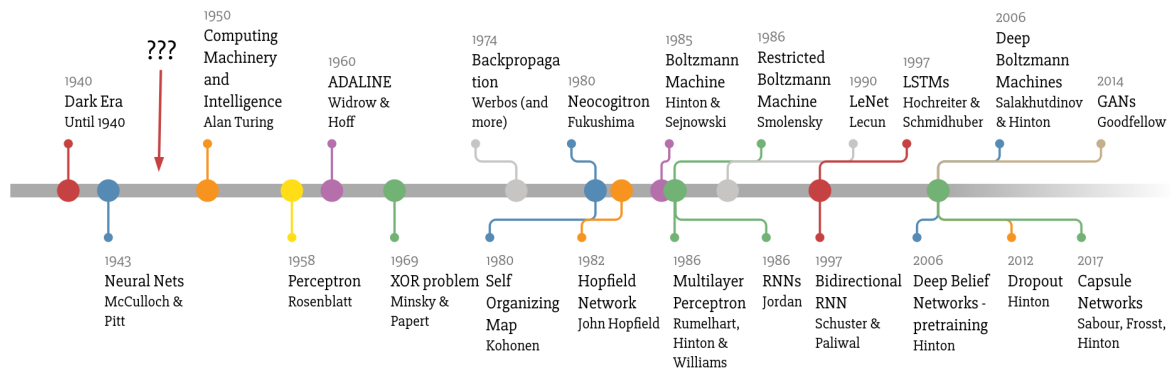 1940
Dark Era
Until 1940
???
1950
Computing
Machinery
and
Intelligence
Alan Turing
1960
ADALINE
Widrow &
Hoff
1974
Backpropaga
tion
Werbos (and
more)
1980
Neocogitron
Fukushima
1985
Boltzmann
Machine
Hinton &
Sejnowski
1986
Restricted
Boltzmann
Machine
Smolensky
1990
LeNet
Lecun
1997
LSTMs
Hochreiter &
Schmidhuber
2006
Deep
Boltzmann
Machines
Salakhutdinov
& Hinton
2014
GANs
Goodfellow
1943
Neural Nets
McCulloch &
Pitt
1958
Perceptron
Rosenblatt
1969
XOR problem
Minsky &
Papert
1980
Self
Organizing
Map
Kohonen
1982
Hopfield
Network
John Hopfield
1986
Multilayer
Perceptron
Rumelhart,
Hinton &
Williams
1986
RNNs
Jordan
1997
Bidirectional
RNN
Schuster &
Paliwal
2006
Deep Belief
Networks -
pretraining
Hinton
2012
Dropout
Hinton
2017
Capsule
Networks
Sabour, Frosst,
Hinton